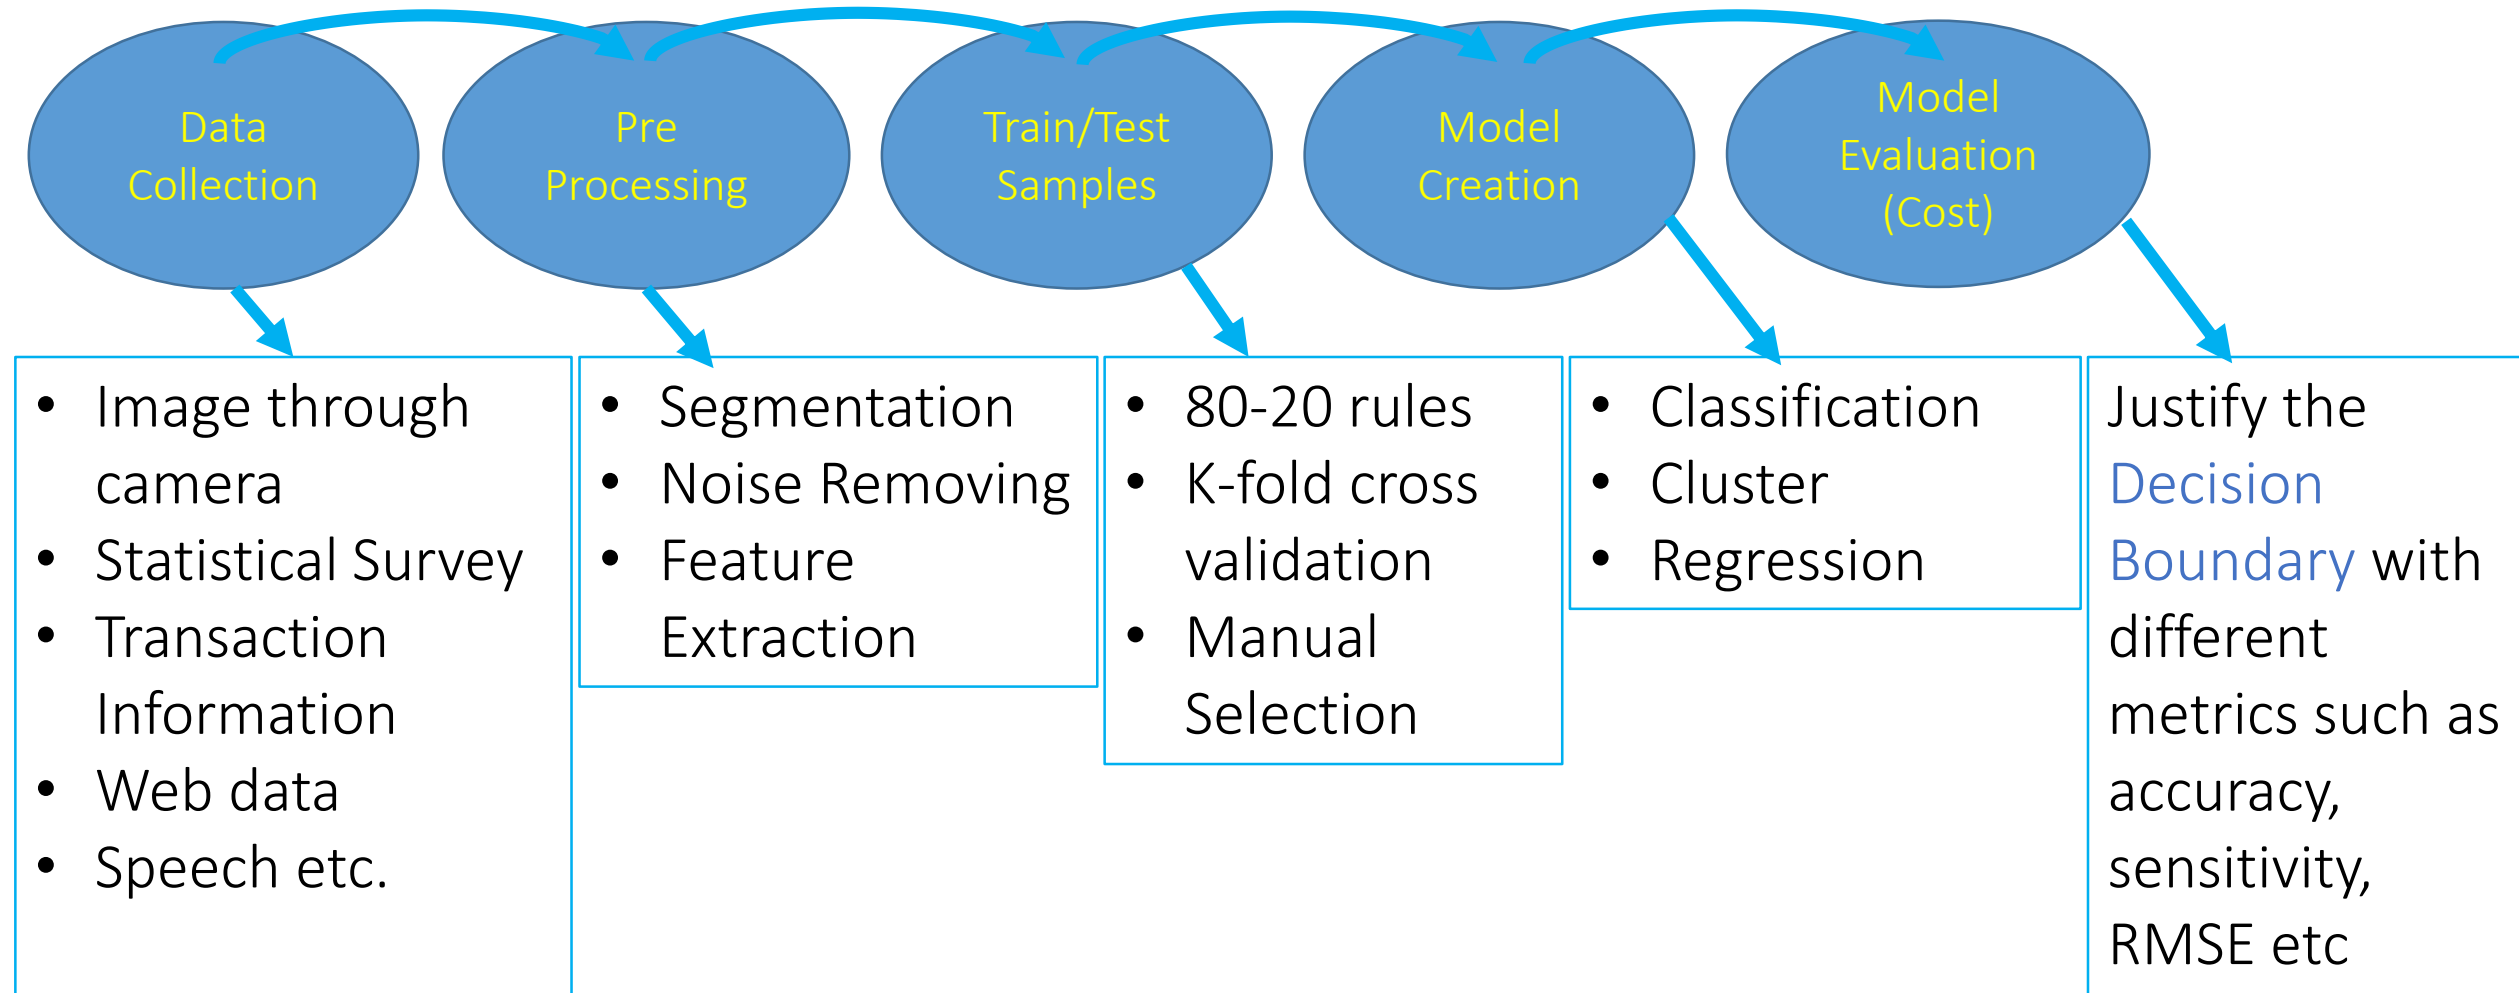 Data
Collection
Pre
Processing
Train/Test
Samples
Model
Creation
Model
Evaluation
(Cost)
• Image through
camera
• Statistical Survey
• Transaction
Information
• Web data
• Speech etc.
• Segmentation
• Noise Removing
• Feature
Extraction
• 80-20 rules
• K-fold cross
validation
• Manual
Selection
• Classification
• Cluster
• Regression
Justify the
Decision
Boundary with
different
metrics such as
accuracy,
sensitivity,
RMSE etc